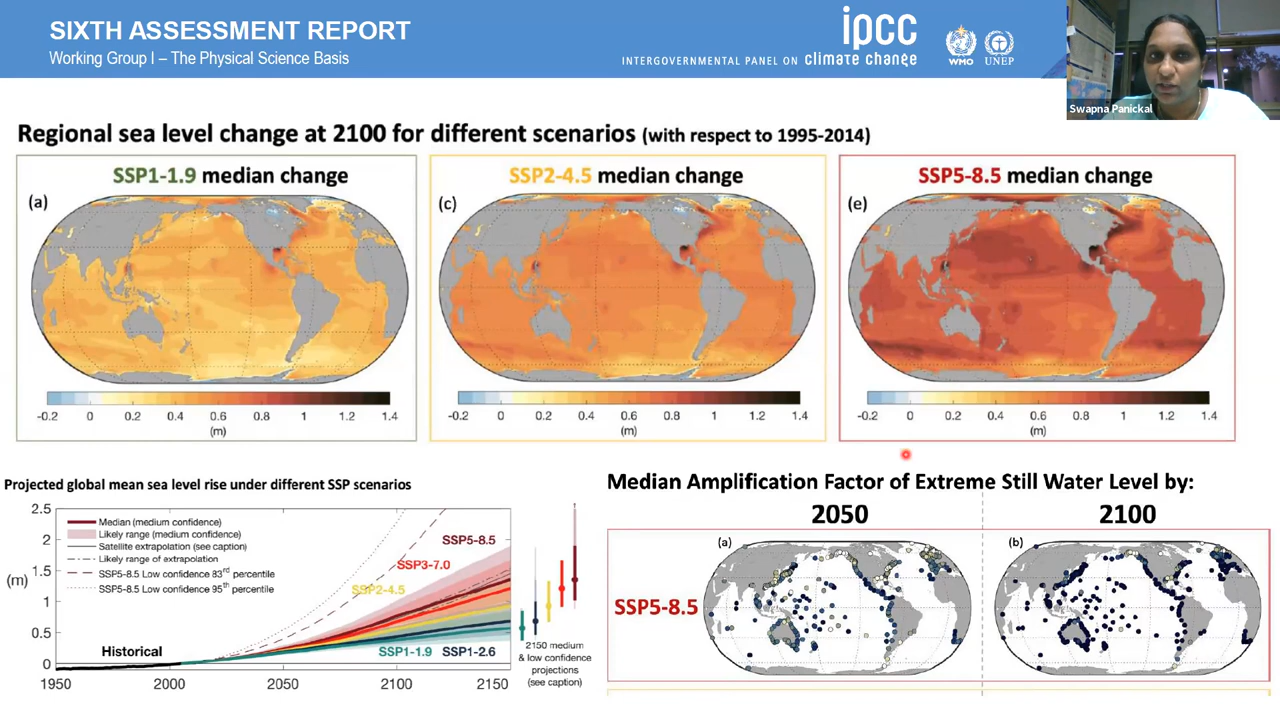 SIXTH ASSESSMENT REPORT
Working Group I – The Physical Science Basis
INTERGOVERNMENTAL PANEL ON climate change
ipcc
WMO
UNEP
Swapna Panickal
Regional sea level change at 2100 for different scenarios (with respect to 1995-2014)
SSP1-1.9 median change
(a)
-0.2 0 0.2 0.4 0.6 0.8 1 1.2 1.4
(m)
SSP2-4.5 median change
(c)
-0.2 0 0.2 0.4 0.6 0.8 1 1.2 1.4
(m)
SSP5-8.5 median change
(e)
-0.2 0 0.2 0.4 0.6 0.8 1 1.2 1.4
(m)
Projected global mean sea level rise under different SSP scenarios
2.5
2
1.5
(m)
1
0.5
0
Median (medium confidence)
Likely range (medium confidence)
Satellite extrapolation (see caption)
Likely range of extrapolation
SSP5-8.5 Low confidence 83rd percentile
SSP5-8.5 Low confidence 95th percentile
SSP5-8.5
SSP3-7.0
SSP2-4.5
Historical
SSP1-1.9
SSP1-2.6
1950 2000 2050 2100 2150
2150 medium
& low confidence
projections
(see caption)
Median Amplification Factor of Extreme Still Water Level by:
2050
2100
SSP5-8.5
(a)
(b)